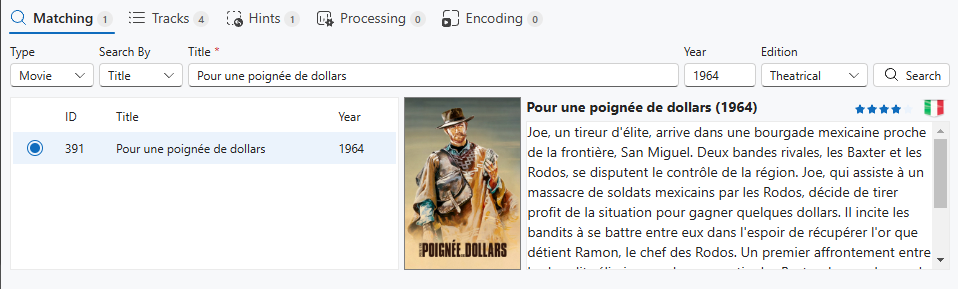 Matching 1 Tracks 4 Hints 1 Processing 0 Encoding 0
Type Search By Title * Year Edition
Movie Title Pour une poignée de dollars 1964 Theatrical Search
ID Title Year
391 Pour une poignée de dollars 1964
POIGNÉE DE DOLLARS
Pour une poignée de dollars (1964)
Joe, un tireur d'élite, arrive dans une bourgade mexicaine proche
de la frontière, San Miguel. Deux bandes rivales, les Baxter et les
Rodos, se disputent le contrôle de la région. Joe, qui assiste à un
massacre de soldats mexicains par les Rodos, décide de tirer
profit de la situation pour gagner quelques dollars. Il incite les
bandits à se battre entre eux dans l'espoir de récupérer l'or que
détient Ramon, le chef des Rodos. Un premier affrontement entre